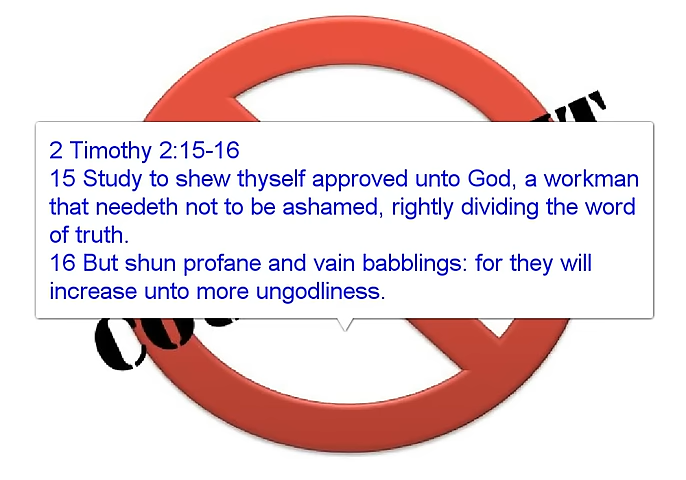 2 Timothy 2:15-16
15 Study to shew thyself approved unto God, a workman
that needeth not to be ashamed, rightly dividing the word
of truth.
16 But shun profane and vain babblings: for they will
increase unto more ungodliness.